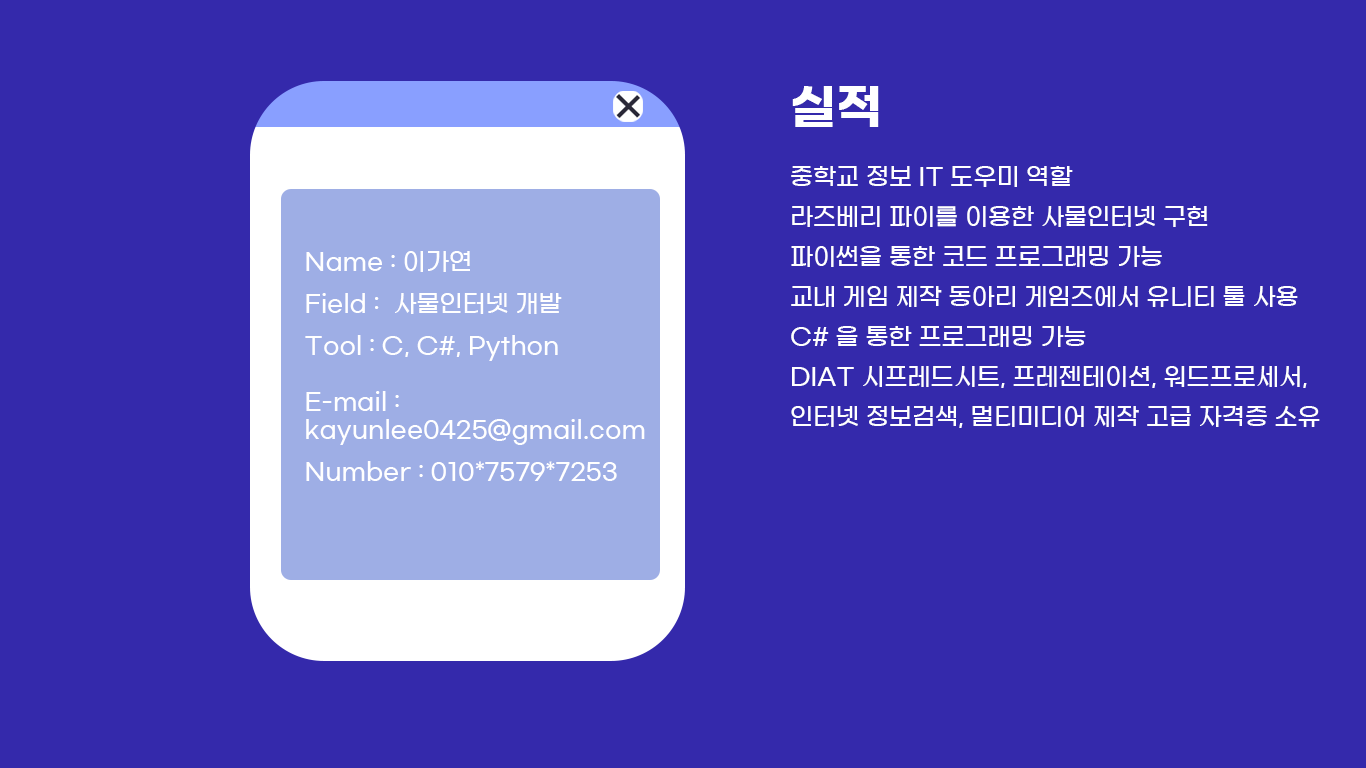 Name : 이가연
Field :  사물인터넷 개발
Tool : C, C#, Python
E-mail :
kayunlee0425@gmail.com
Number : 010*7579*7253
실적
중학교 정보 IT 도우미 역할
라즈베리 파이를 이용한 사물인터넷 구현
파이썬을 통한 코드 프로그래밍 가능
교내 게임 제작 동아리 게임즈에서 유니티 툴 사용
C# 을 통한 프로그래밍 가능
DIAT 시프레드시트, 프레젠테이션, 워드프로세서,
인터넷 정보검색, 멀티미디어 제작 고급 자격증 소유